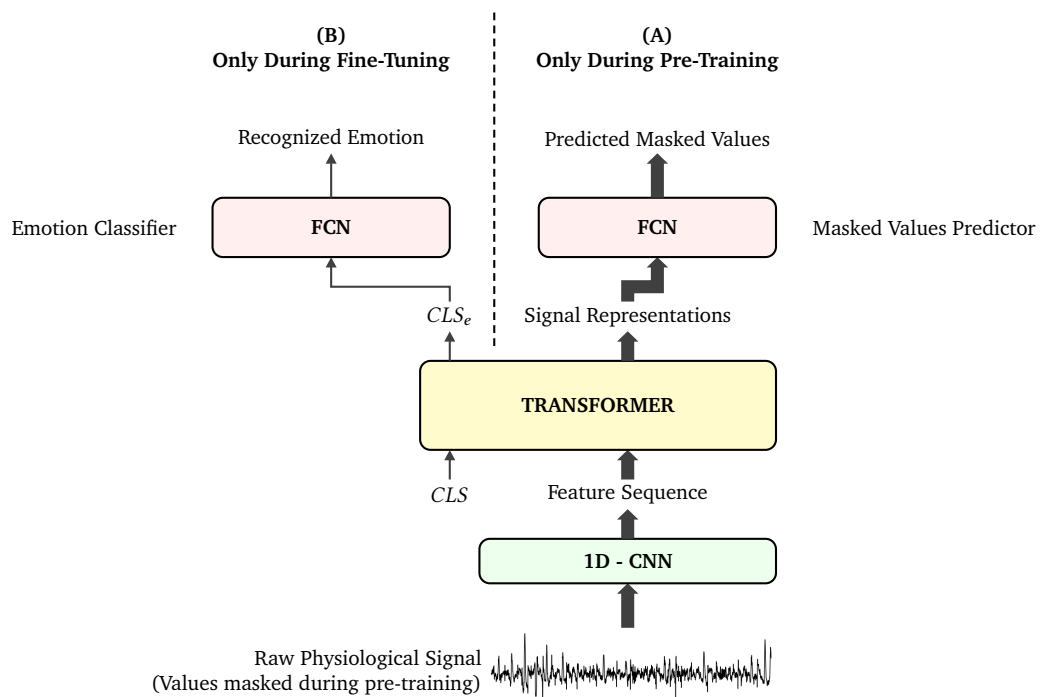 (B)
Only During Fine-Tuning
(A)
Only During Pre-Training
Recognized Emotion
Predicted Masked Values
Emotion Classifier
FCN
FCN
Masked Values Predictor
CLSₑ
Signal Representations
TRANSFORMER
CLS
Feature Sequence
1D - CNN
Raw Physiological Signal
(Values masked during pre-training)